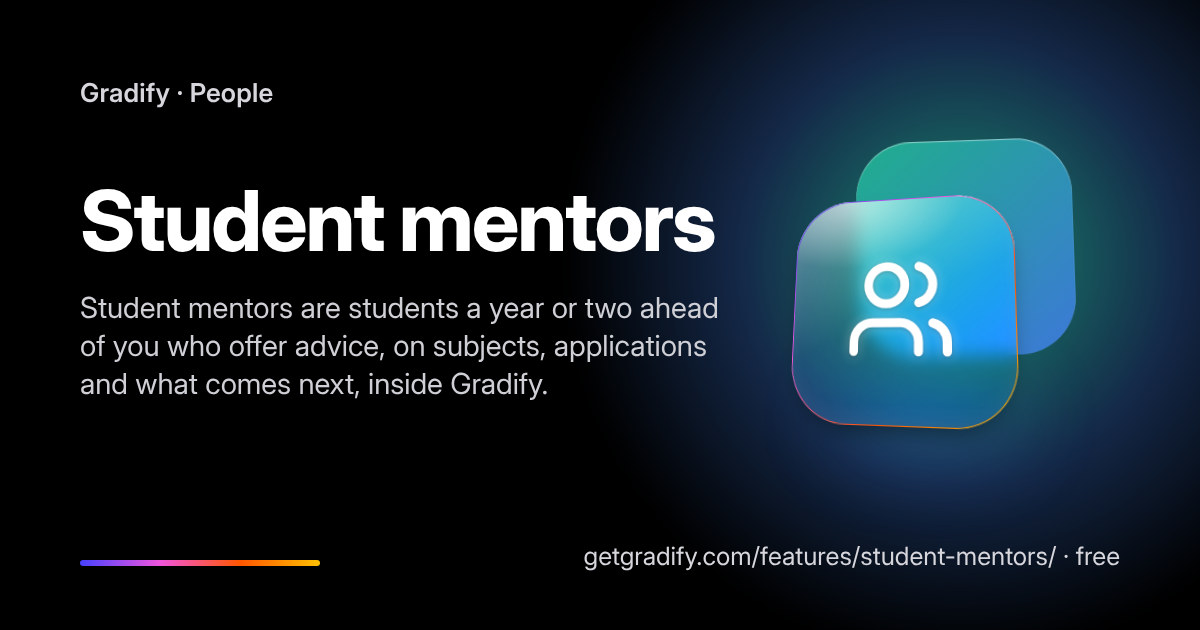 Gradify · People
Student mentors
Student mentors are students a year or two ahead
of you who offer advice, on subjects, applications
and what comes next, inside Gradify.
getgradify.com/features/student-mentors/ · free